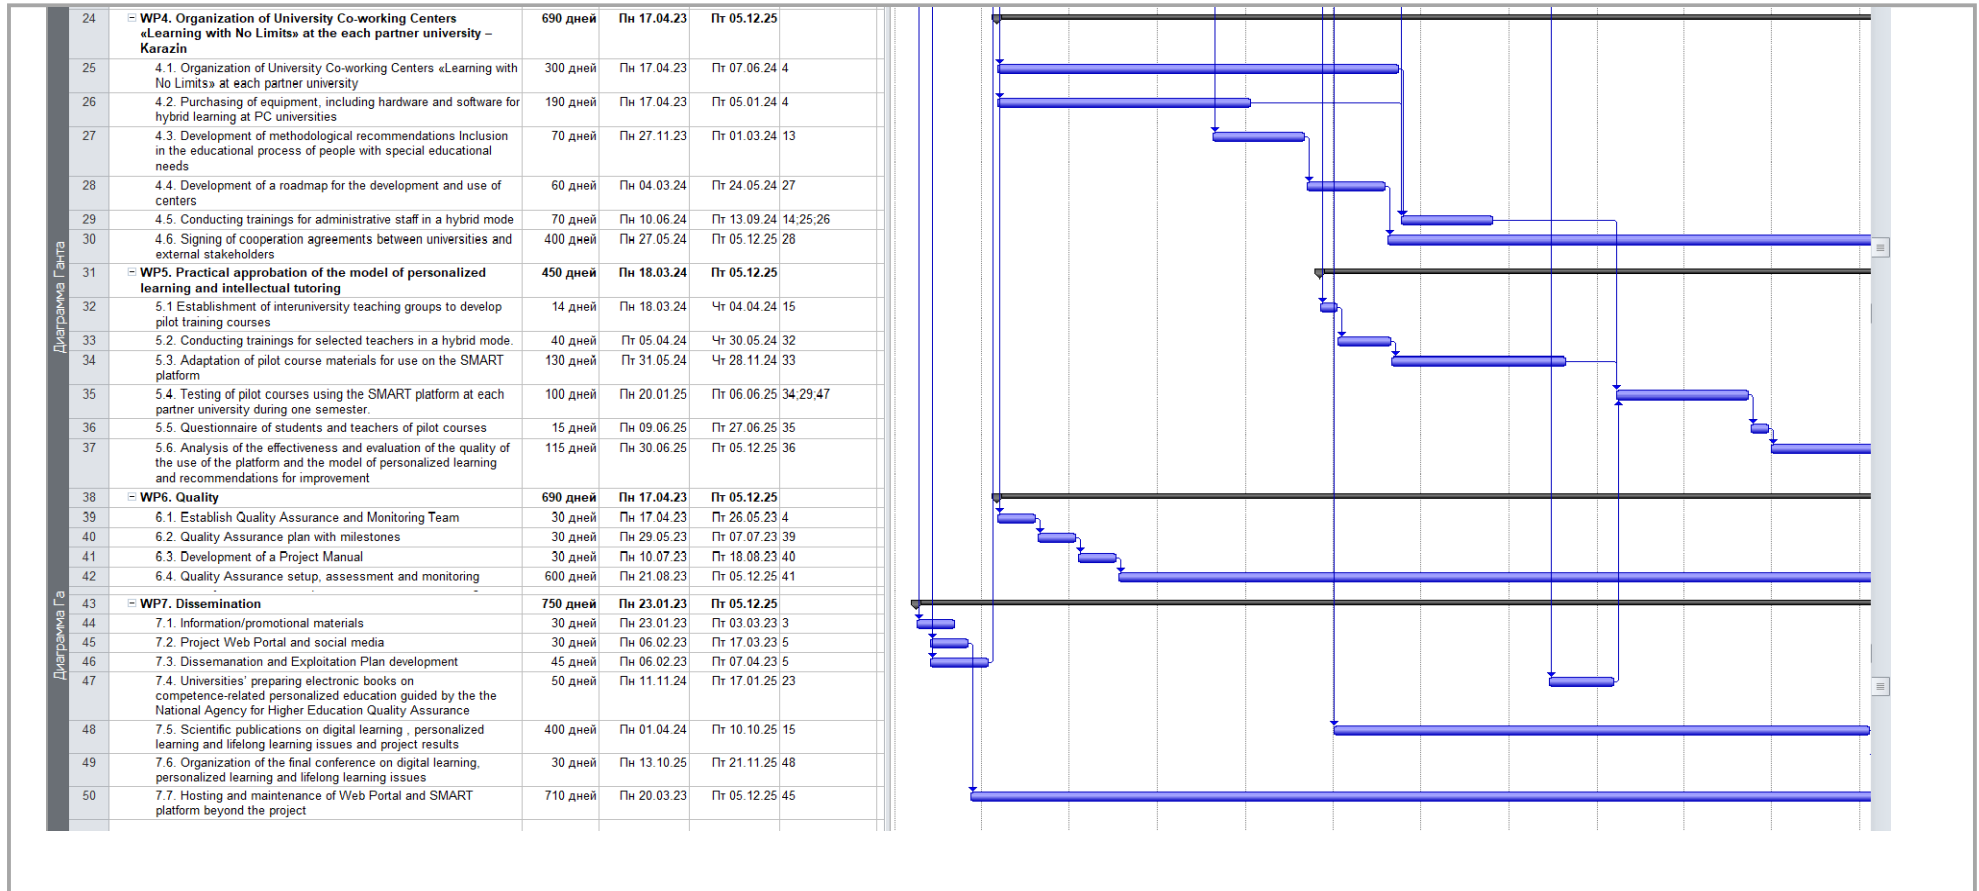 24 WP4. Organization of University Co-working Centers 690 дней Пн 17.04.23 Пт 05.12.25
«Learning with No Limits» at the each partner university –
Karazin
25 4.1. Organization of University Co-working Centers «Learning with 300 дней Пн 17.04.23 Пт 07.06.24 4
No Limits» at each partner university
26 4.2. Purchasing of equipment, including hardware and software for 190 дней Пн 17.04.23 Пт 05.01.24 4
hybrid learning at PC universities
27 4.3. Development of methodological recommendations Inclusion 70 дней Пн 27.11.23 Пт 01.03.24 13
in the educational process of people with special educational
needs
28 4.4. Development of a roadmap for the development and use of 60 дней Пн 04.03.24 Пт 24.05.24 27
centers
29 4.5. Conducting trainings for administrative staff in a hybrid mode 70 дней Пн 10.06.24 Пт 13.09.24 14;25;26
30 4.6. Signing of cooperation agreements between universities and 400 дней Пн 27.05.24 Пт 05.12.25 28
external stakeholders
31 WP5. Practical approbation of the model of personalized 450 дней Пн 18.03.24 Пт 05.12.25
learning and intellectual tutoring
32 5.1 Establishment of interuniversity teaching groups to develop 14 дней Пн 18.03.24 Чт 04.04.24 15
pilot training courses
33 5.2. Conducting trainings for selected teachers in a hybrid mode. 40 дней Пт 05.04.24 Чт 30.05.24 32
34 5.3. Adaptation of pilot course materials for use on the SMART 130 дней Пт 31.05.24 Чт 28.11.24 33
platform
35 5.4. Testing of pilot courses using the SMART platform at each 100 дней Пн 20.01.25 Пт 06.06.25 34;29;47
partner university during one semester.
36 5.5. Questionnaire of students and teachers of pilot courses 15 дней Пн 09.06.25 Пт 27.06.25 35
37 5.6. Analysis of the effectiveness and evaluation of the quality of 115 дней Пн 30.06.25 Пт 05.12.25 36
the use of the platform and the model of personalized learning
and recommendations for improvement
38 WP6. Quality 690 дней Пн 17.04.23 Пт 05.12.25
39 6.1. Establish Quality Assurance and Monitoring Team 30 дней Пн 17.04.23 Пт 26.05.23 4
40 6.2. Quality Assurance plan with milestones 30 дней Пн 29.05.23 Пт 07.07.23 39
41 6.3. Development of a Project Manual 30 дней Пн 10.07.23 Пт 18.08.23 40
42 6.4. Quality Assurance setup, assessment and monitoring 600 дней Пн 21.08.23 Пт 05.12.25 41
43 WP7. Dissemination 750 дней Пн 23.01.23 Пт 05.12.25
44 7.1. Information/promotional materials 30 дней Пн 23.01.23 Пт 03.03.23 3
45 7.2. Project Web Portal and social media 30 дней Пн 06.02.23 Пт 17.03.23 5
46 7.3. Dissemanation and Exploitation Plan development 45 дней Пн 06.02.23 Пт 07.04.23 5
47 7.4. Universities' preparing electronic books on 50 дней Пн 11.11.24 Пт 17.01.25 23
competence-related personalized education guided by the the
National Agency for Higher Education Quality Assurance
48 7.5. Scientific publications on digital learning , personalized 400 дней Пн 01.04.24 Пт 10.10.25 15
learning and lifelong learning issues and project results
49 7.6. Organization of the final conference on digital learning, 30 дней Пн 13.10.25 Пт 21.11.25 48
personalized learning and lifelong learning issues
50 7.7. Hosting and maintenance of Web Portal and SMART 710 дней Пн 20.03.23 Пт 05.12.25 45
platform beyond the project
Диаграмма Ганта
Диаграмма Га